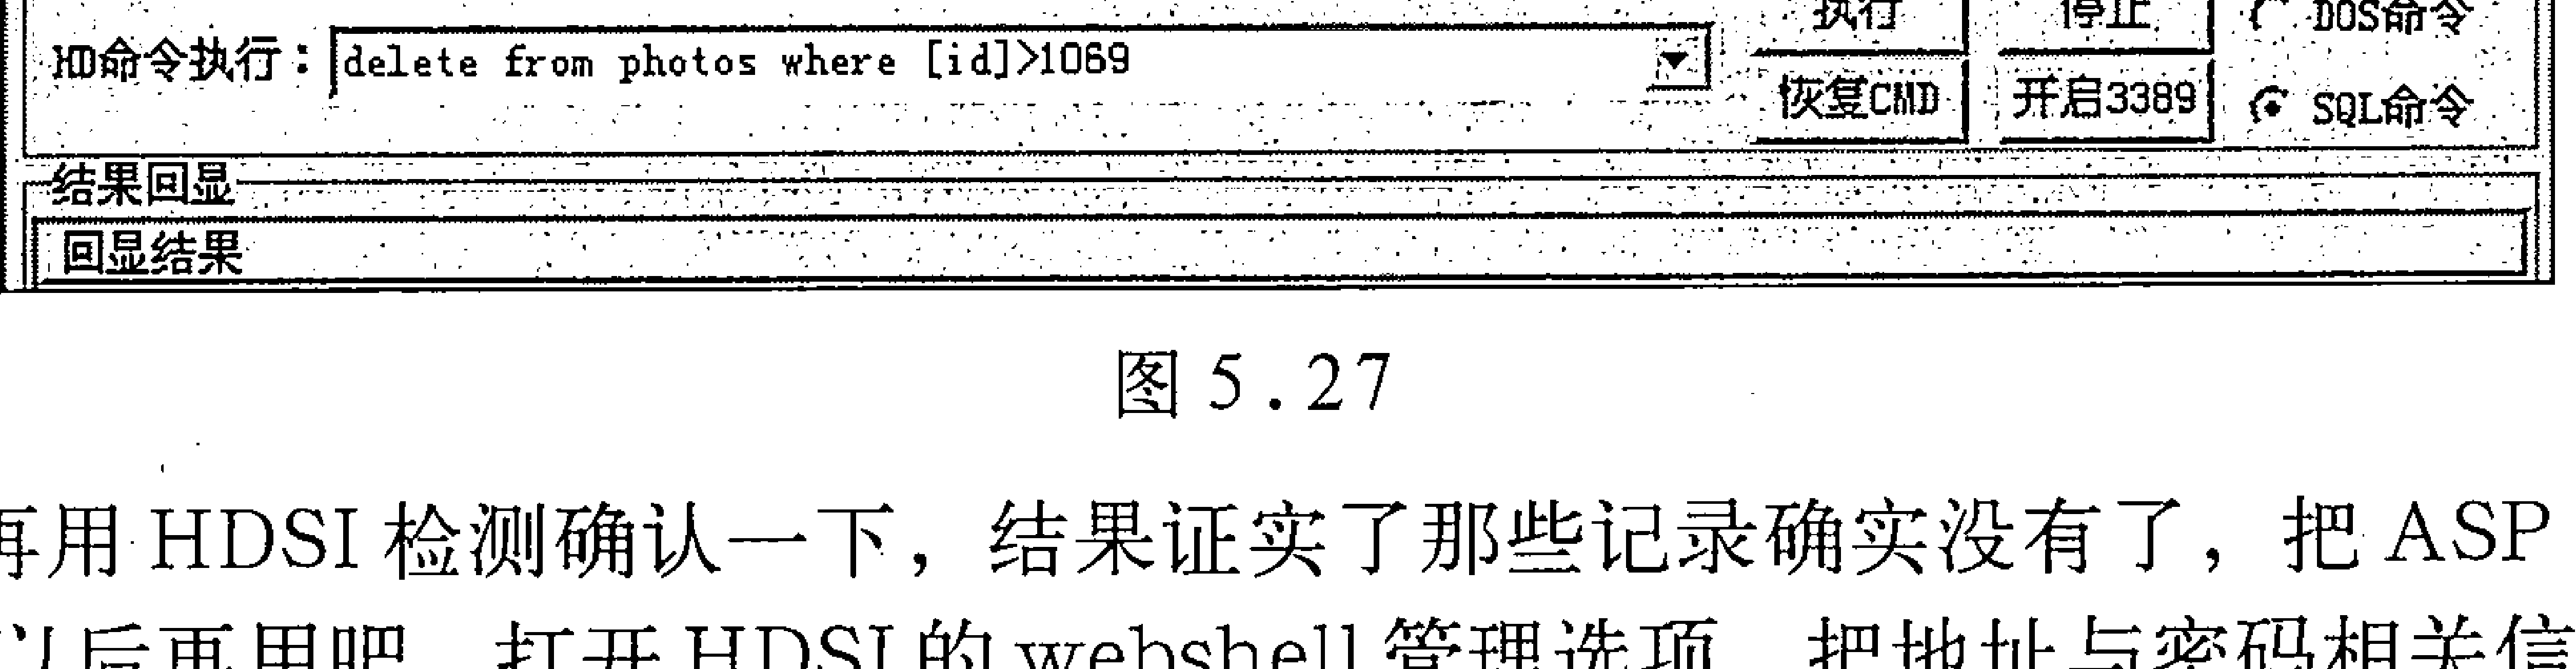 执行 停止 DOS命令
HD命令执行： delete from photos where [id]>1069
恢复CMD 开启3389 SQL命令
结果回显
回显结果
图 5.27
再用 HDSI 检测确认一下，结果证实了那些记录确实没有了，把 ASP
以后再用吧 打开 HDSI 的 webshell 管理选项 把地址与密码相关信